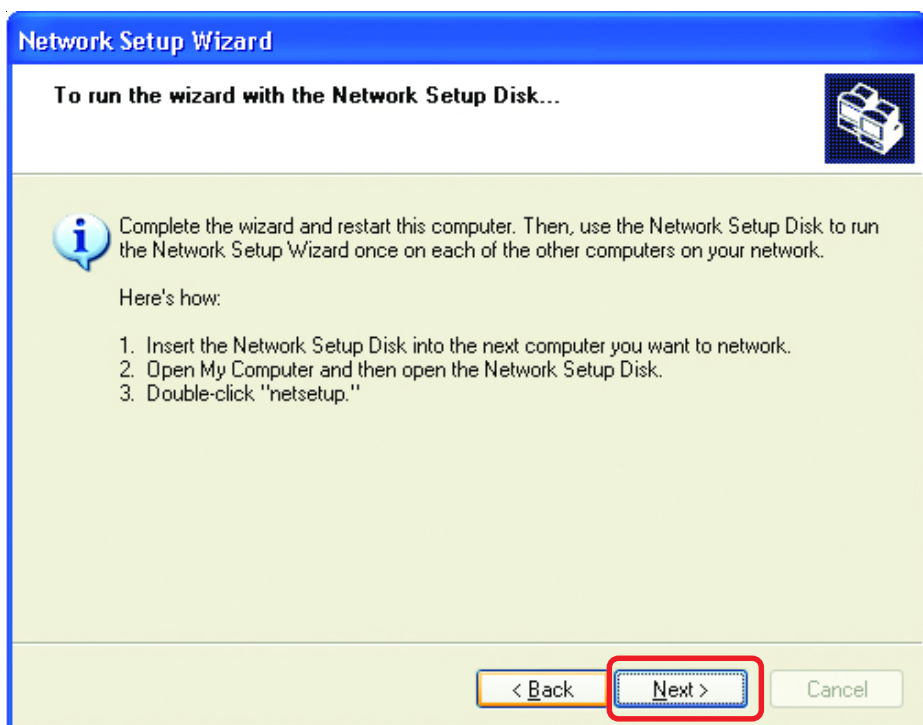 Network Setup Wizard
To run the wizard with the Network Setup Disk...
Complete the wizard and restart this computer. Then, use the Network Setup Disk to run
the Network Setup Wizard once on each of the other computers on your network.
Here's how:
1. Insert the Network Setup Disk into the next computer you want to network.
2. Open My Computer and then open the Network Setup Disk.
3. Double-click "netsetup."
< Back
Next >
Cancel